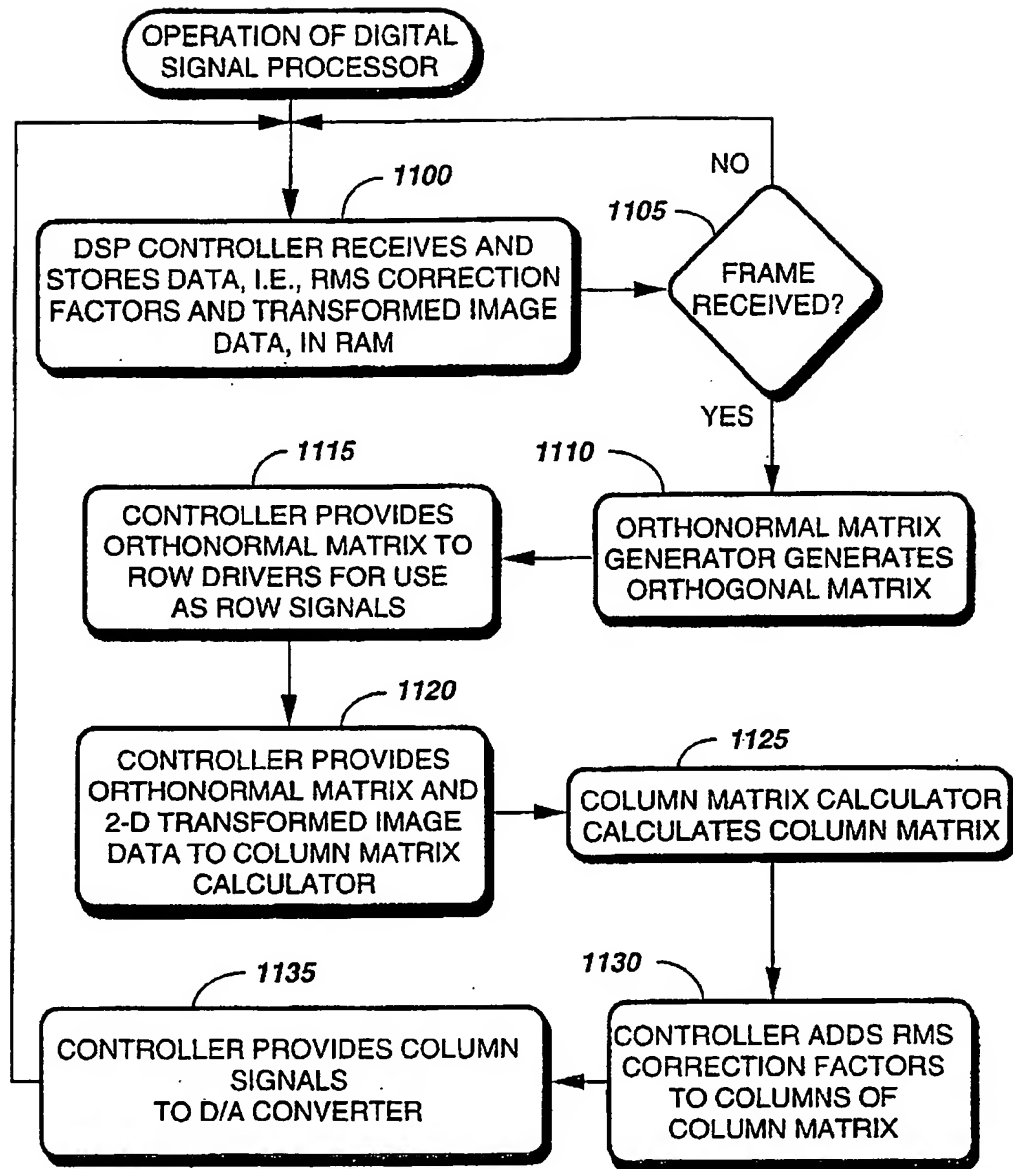 OPERATION OF DIGITAL
SIGNAL PROCESSOR
1100
DSP CONTROLLER RECEIVES AND
STORES DATA, I.E., RMS CORRECTION
FACTORS AND TRANSFORMED IMAGE
DATA, IN RAM
NO
1105
FRAME
RECEIVED?
YES
1110
ORTHONORMAL MATRIX
GENERATOR GENERATES
ORTHOGONAL MATRIX
1115
CONTROLLER PROVIDES
ORTHONORMAL MATRIX TO
ROW DRIVERS FOR USE
AS ROW SIGNALS
1120
CONTROLLER PROVIDES
ORTHONORMAL MATRIX AND
2-D TRANSFORMED IMAGE
DATA TO COLUMN MATRIX
CALCULATOR
1125
COLUMN MATRIX CALCULATOR
CALCULATES COLUMN MATRIX
1130
CONTROLLER ADDS RMS
CORRECTION FACTORS
TO COLUMNS OF
COLUMN MATRIX
1135
CONTROLLER PROVIDES COLUMN
SIGNALS
TO D/A CONVERTER